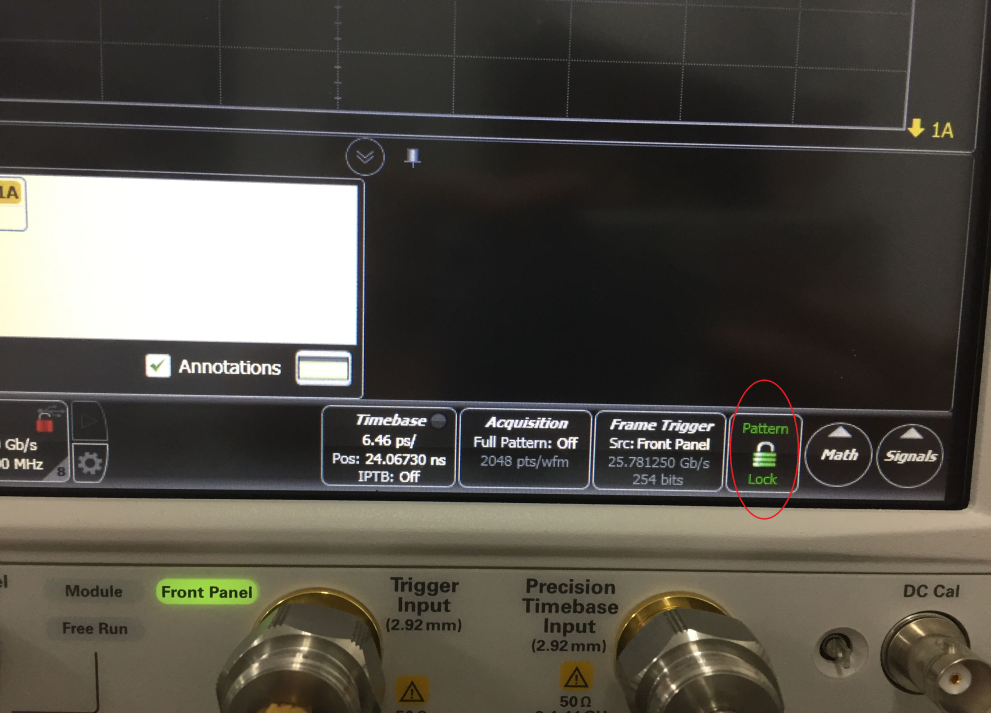 1A
1A
Annotations
Gb/s
MHz
8
Timebase
6.46 ps/
Pos: 24.06730 ns
IPTB: Off
Acquisition
Full Pattern: Off
2048 pts/wfm
Frame Trigger
Src: Front Panel
25.781250 Gb/s
254 bits
Pattern
Lock
Math
Signals
Module
Front Panel
Free Run
Trigger
Input
(2.92 mm)
Precision
Timebase
Input
(2.92 mm)
50 Ω
DC Cal